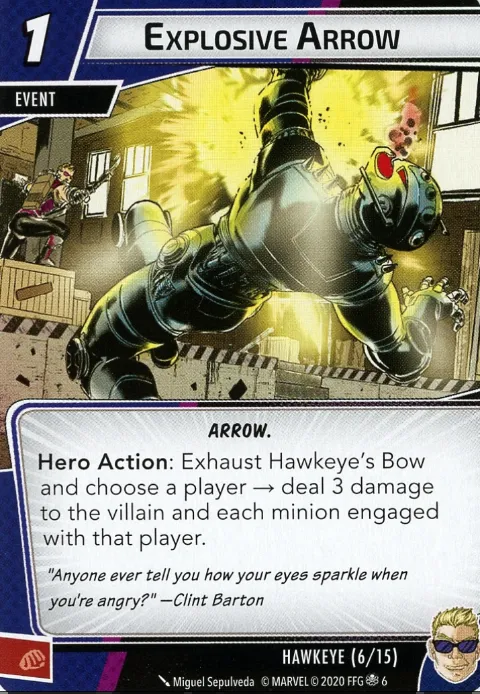 1
EXPLOSIVE ARROW
EVENT
ARROW.
Hero Action: Exhaust Hawkeye's Bow
and choose a player → deal 3 damage
to the villain and each minion engaged
with that player.
"Anyone ever tell you how your eyes sparkle when
you're angry?" —Clint Barton
HAWKEYE (6/15)
Miguel Sepulveda © MARVEL © 2020 FFG 6